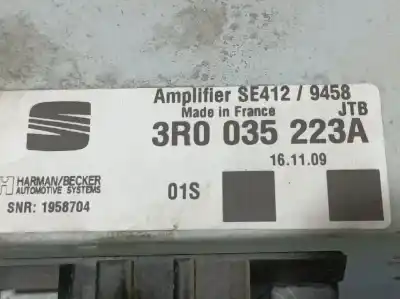 Amplifier SE412 / 9458
Made in France JTB
3R0 035 223A
16.11.09
HARMAN/BECKER
AUTOMOTIVE SYSTEMS
01S
SNR: 1958704